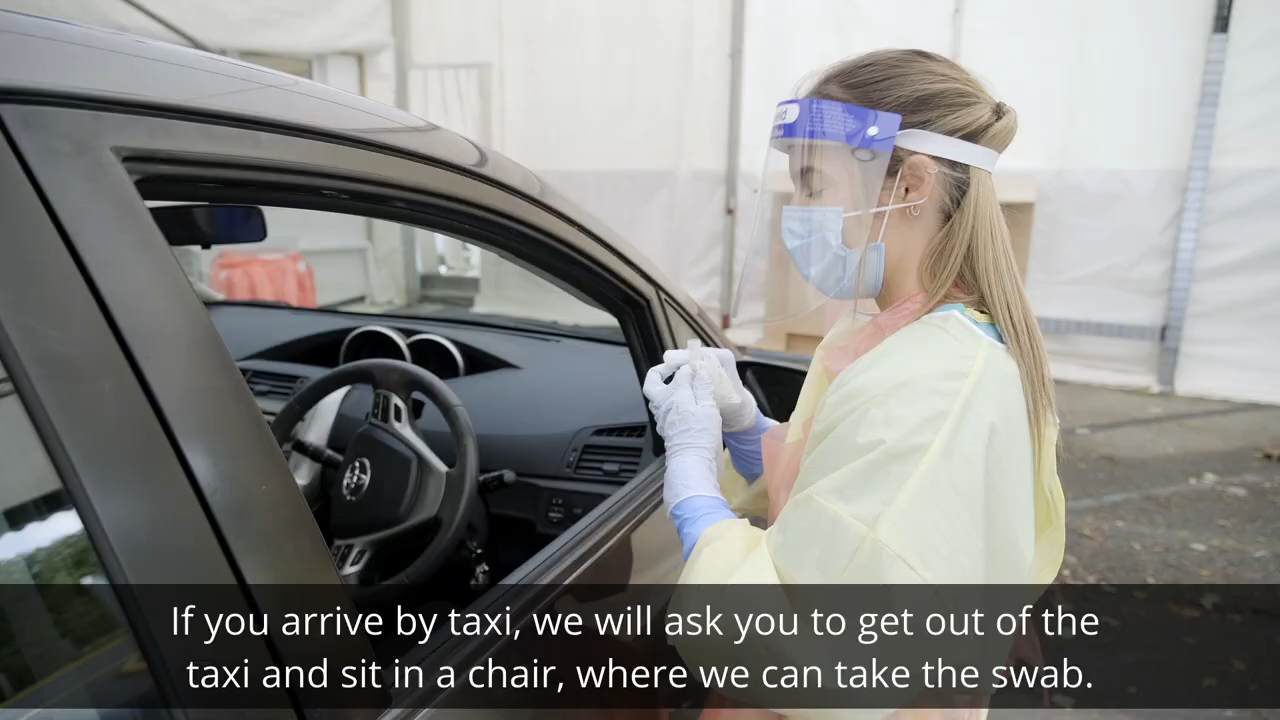 If you arrive by taxi, we will ask you to get out of the
taxi and sit in a chair, where we can take the swab.